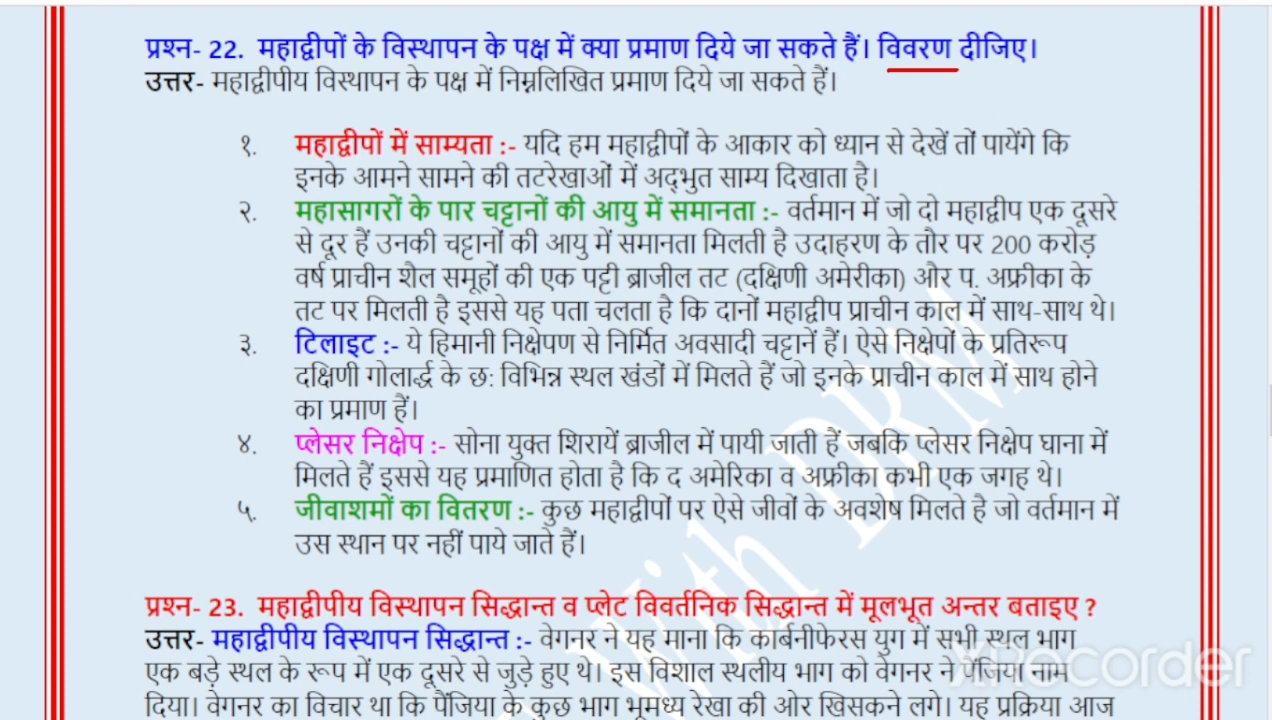 प्रश्न- 22. महाद्वीपों के विस्थापन के पक्ष में क्या प्रमाण दिये जा सकते हैं। विवरण दीजिए।
उत्तर- महाद्वीपीय विस्थापन के पक्ष में निम्नलिखित प्रमाण दिये जा सकते हैं।
१. महाद्वीपों में साम्यता :- यदि हम महाद्वीपों के आकार को ध्यान से देखें तों पायेंगे कि
इनके आमने सामने की तटरेखाओं में अद्भुत साम्य दिखाता है।
२. महासागरों के पार चट्टानों की आयु में समानता :- वर्तमान में जो दो महाद्वीप एक दूसरे
से दूर हैं उनकी चट्टानों की आयु में समानता मिलती है उदाहरण के तौर पर 200 करोड़
वर्ष प्राचीन शैल समूहों की एक पट्टी ब्राजील तट (दक्षिणी अमेरीका) और प. अफ्रीका के
तट पर मिलती है इससे यह पता चलता है कि दानों महाद्वीप प्राचीन काल में साथ-साथ थे।
३. टिलाइट :- ये हिमानी निक्षेपण से निर्मित अवसादी चट्टानें हैं। ऐसे निक्षेपों के प्रतिरूप
दक्षिणी गोलार्द्ध के छ: विभिन्न स्थल खंडों में मिलते हैं जो इनके प्राचीन काल में साथ होने
का प्रमाण हैं।
४. प्लेसर निक्षेप :- सोना युक्त शिरायें ब्राजील में पायी जाती हैं जबकि प्लेसर निक्षेप घाना में
मिलते हैं इससे यह प्रमाणित होता है कि द अमेरिका व अफ्रीका कभी एक जगह थे।
५. जीवाशमों का वितरण :- कुछ महाद्वीपों पर ऐसे जीवों के अवशेष मिलते है जो वर्तमान में
उस स्थान पर नहीं पाये जाते हैं।
प्रश्न- 23. महाद्वीपीय विस्थापन सिद्धान्त व प्लेट विवर्तनिक सिद्धान्त में मूलभूत अन्तर बताइए ?
उत्तर- महाद्वीपीय विस्थापन सिद्धान्त :- वेगनर ने यह माना कि कार्बनीफेरस युग में सभी स्थल भाग
एक बड़े स्थल के रूप में एक दूसरे से जुड़े हुए थे। इस विशाल स्थलीय भाग को वेगनर ने पेंजिया नाम
दिया। वेगनर का विचार था कि पैंजिया के कुछ भाग भूमध्य रेखा की ओर खिसकने लगे। यह प्रक्रिया आज
With DRM
XRecorder